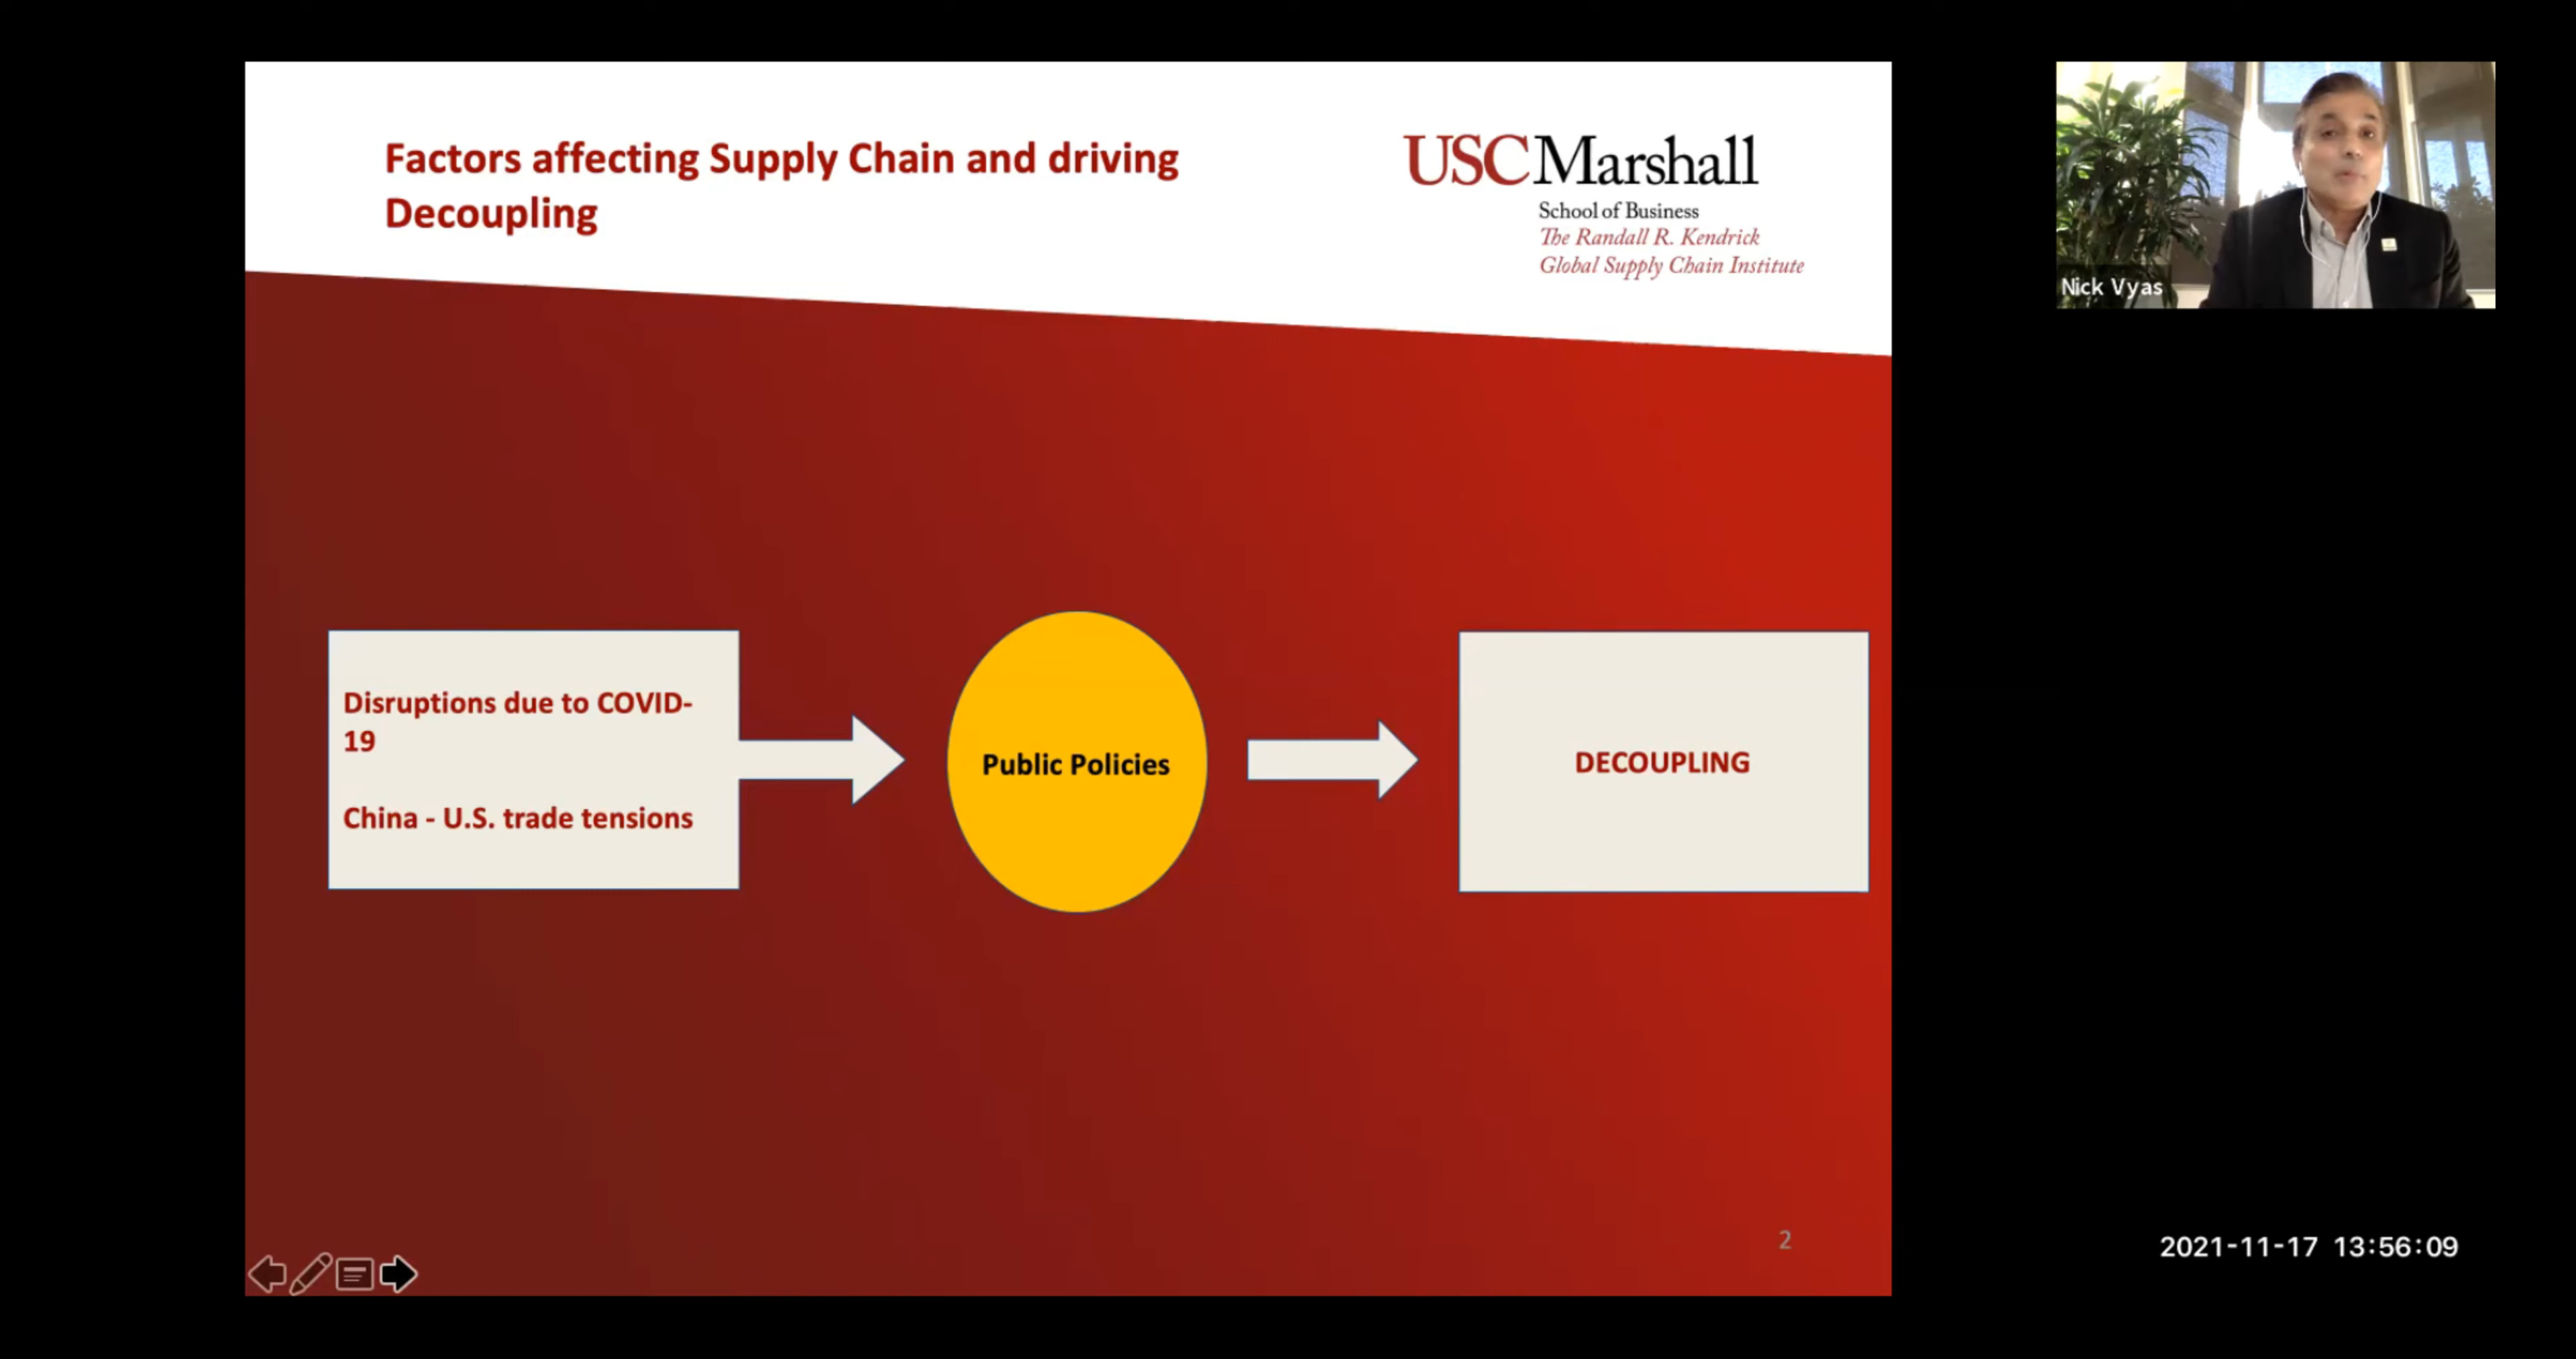 Factors affecting Supply Chain and driving
Decoupling
USC Marshall
School of Business
The Randall R. Kendrick
Global Supply Chain Institute
Nick Vyas
Disruptions due to COVID-
19
China - U.S. trade tensions
Public Policies
DECOUPLING
2
2021-11-17 13:56:09